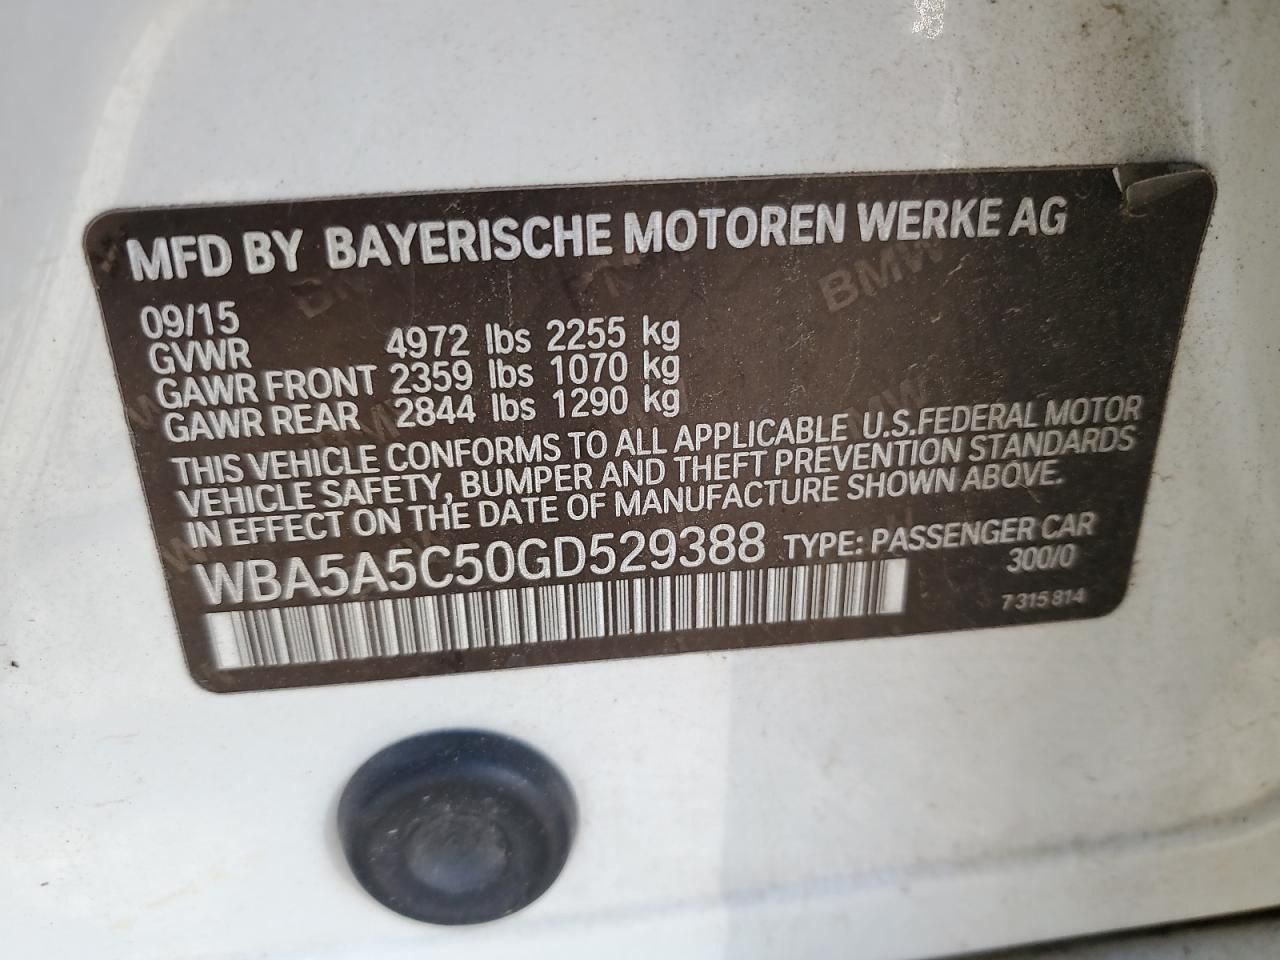 MFD BY BAYERISCHE MOTOREN WERKE AG
09/15
GVWR 4972 lbs 2255 kg
GAWR FRONT 2359 lbs 1070 kg
GAWR REAR 2844 lbs 1290 kg
THIS VEHICLE CONFORMS TO ALL APPLICABLE U.S.FEDERAL MOTOR
VEHICLE SAFETY, BUMPER AND THEFT PREVENTION STANDARDS
IN EFFECT ON THE DATE OF MANUFACTURE SHOWN ABOVE.
WBA5A5C50GD529388 TYPE: PASSENGER CAR
300/0
7 315 814